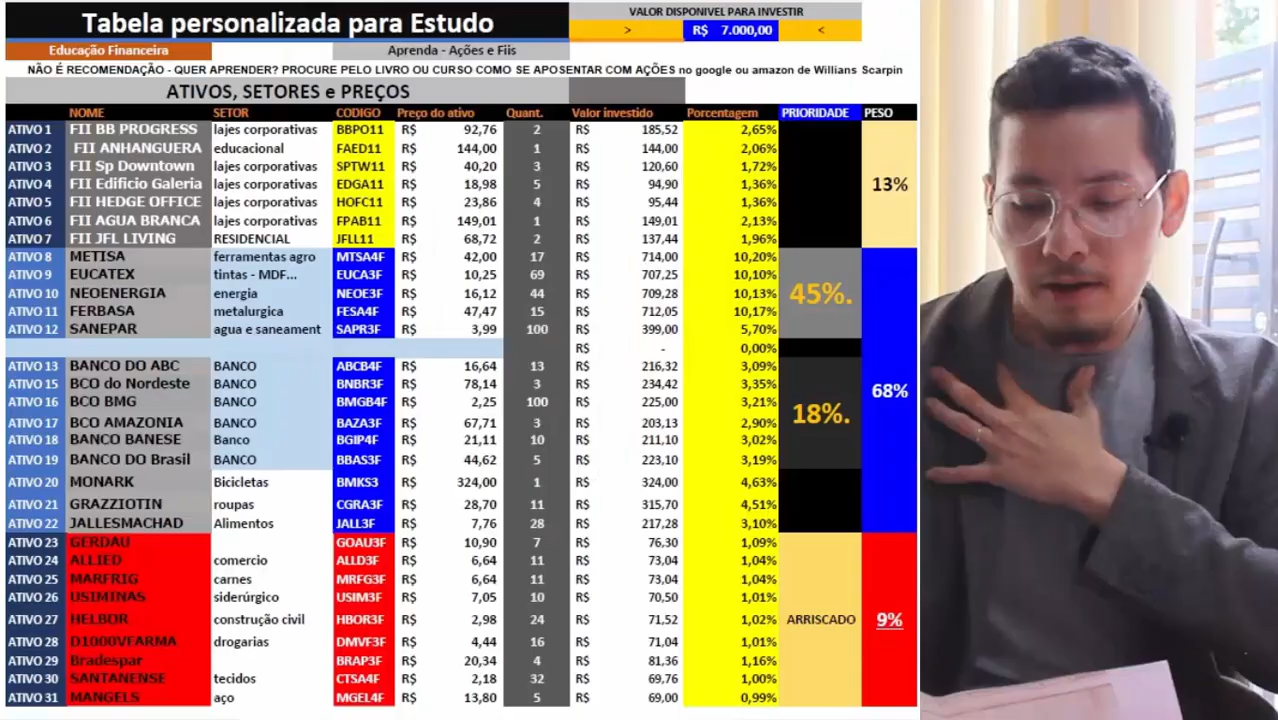 Tabela personalizada para Estudo
VALOR DISPONIVEL PARA INVESTIR
> R$ 7.000,00 <
Educação Financeira Aprenda - Ações e Fiis
NÃO É RECOMENDAÇÃO - QUER APRENDER? PROCURE PELO LIVRO OU CURSO COMO SE APOSENTAR COM AÇÕES no google ou amazon de Willians Scarpin
ATIVOS, SETORES e PREÇOS
NOME SETOR CODIGO Preço do ativo Quant. Valor investido Porcentagem PRIORIDADE PESO
ATIVO 1 FII BB PROGRESS lajes corporativas BBPO11 R$ 92,76 2 R$ 185,52 2,65%
ATIVO 2 FII ANHANGUERA educacional FAED11 R$ 144,00 1 R$ 144,00 2,06%
ATIVO 3 FII Sp Downtown lajes corporativas SPTW11 R$ 40,20 3 R$ 120,60 1,72%
ATIVO 4 FII Edificio Galeria lajes corporativas EDGA11 R$ 18,98 5 R$ 94,90 1,36% 13%
ATIVO 5 FII HEDGE OFFICE lajes corporativas HOFC11 R$ 23,86 4 R$ 95,44 1,36%
ATIVO 6 FII AGUA BRANCA lajes corporativas FPAB11 R$ 149,01 1 R$ 149,01 2,13%
ATIVO 7 FII JFL LIVING RESIDENCIAL JFLL11 R$ 68,72 2 R$ 137,44 1,96%
ATIVO 8 METISA ferramentas agro MTSA4F R$ 42,00 17 R$ 714,00 10,20%
ATIVO 9 EUCATEX tintas - MDF... EUCA3F R$ 10,25 69 R$ 707,25 10,10%
ATIVO 10 NEOENERGIA energia NEOE3F R$ 16,12 44 R$ 709,28 10,13% 45%.
ATIVO 11 FERBASA metalurgica FESA4F R$ 47,47 15 R$ 712,05 10,17%
ATIVO 12 SANEPAR agua e saneament SAPR3F R$ 3,99 100 R$ 399,00 5,70%
R$ - 0,00%
ATIVO 13 BANCO DO ABC BANCO ABCB4F R$ 16,64 13 R$ 216,32 3,09%
ATIVO 15 BCO do Nordeste BANCO BNBR3F R$ 78,14 3 R$ 234,42 3,35% 68%
ATIVO 16 BCO BMG BANCO BMGB4F R$ 2,25 100 R$ 225,00 3,21% 18%.
ATIVO 17 BCO AMAZONIA BANCO BAZA3F R$ 67,71 3 R$ 203,13 2,90%
ATIVO 18 BANCO BANESE Banco BGIP4F R$ 21,11 10 R$ 211,10 3,02%
ATIVO 19 BANCO DO Brasil BANCO BBAS3F R$ 44,62 5 R$ 223,10 3,19%
ATIVO 20 MONARK Bicicletas BMKS3 R$ 324,00 1 R$ 324,00 4,63%
ATIVO 21 GRAZZIOTIN roupas CGRA3F R$ 28,70 11 R$ 315,70 4,51%
ATIVO 22 JALLESMACHAD Alimentos JALL3F R$ 7,76 28 R$ 217,28 3,10%
ATIVO 23 GERDAU GOAU3F R$ 10,90 7 R$ 76,30 1,09%
ATIVO 24 ALLIED comercio ALLD3F R$ 6,64 11 R$ 73,04 1,04%
ATIVO 25 MARFRIG carnes MRFG3F R$ 6,64 11 R$ 73,04 1,04%
ATIVO 26 USIMINAS siderúrgico USIM3F R$ 7,05 10 R$ 70,50 1,01%
ATIVO 27 HELBOR construção civil HBOR3F R$ 2,98 24 R$ 71,52 1,02% ARRISCADO 9%
ATIVO 28 D1000VFARMA drogarias DMVF3F R$ 4,44 16 R$ 71,04 1,01%
ATIVO 29 Bradespar BRAP3F R$ 20,34 4 R$ 81,36 1,16%
ATIVO 30 SANTANENSE tecidos CTSA4F R$ 2,18 32 R$ 69,76 1,00%
ATIVO 31 MANGELS aço MGEL4F R$ 13,80 5 R$ 69,00 0,99%